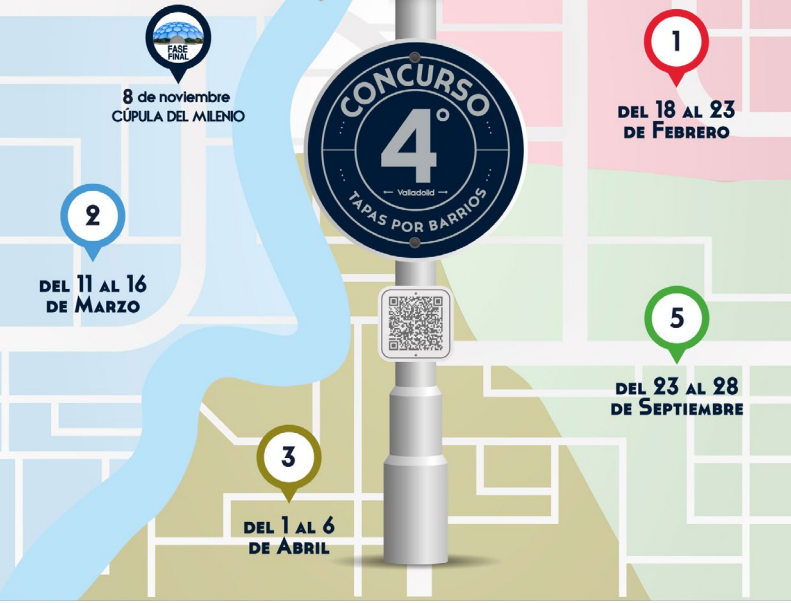 FASE
FINAL
8 de noviembre
CÚPULA DEL MILENIO
CONCURSO
4º
Valladolid
TAPAS POR BARRIOS
1
DEL 18 AL 23
DE FEBRERO
2
DEL 11 AL 16
DE MARZO
5
DEL 23 AL 28
DE SEPTIEMBRE
3
DEL 1 AL 6
DE ABRIL